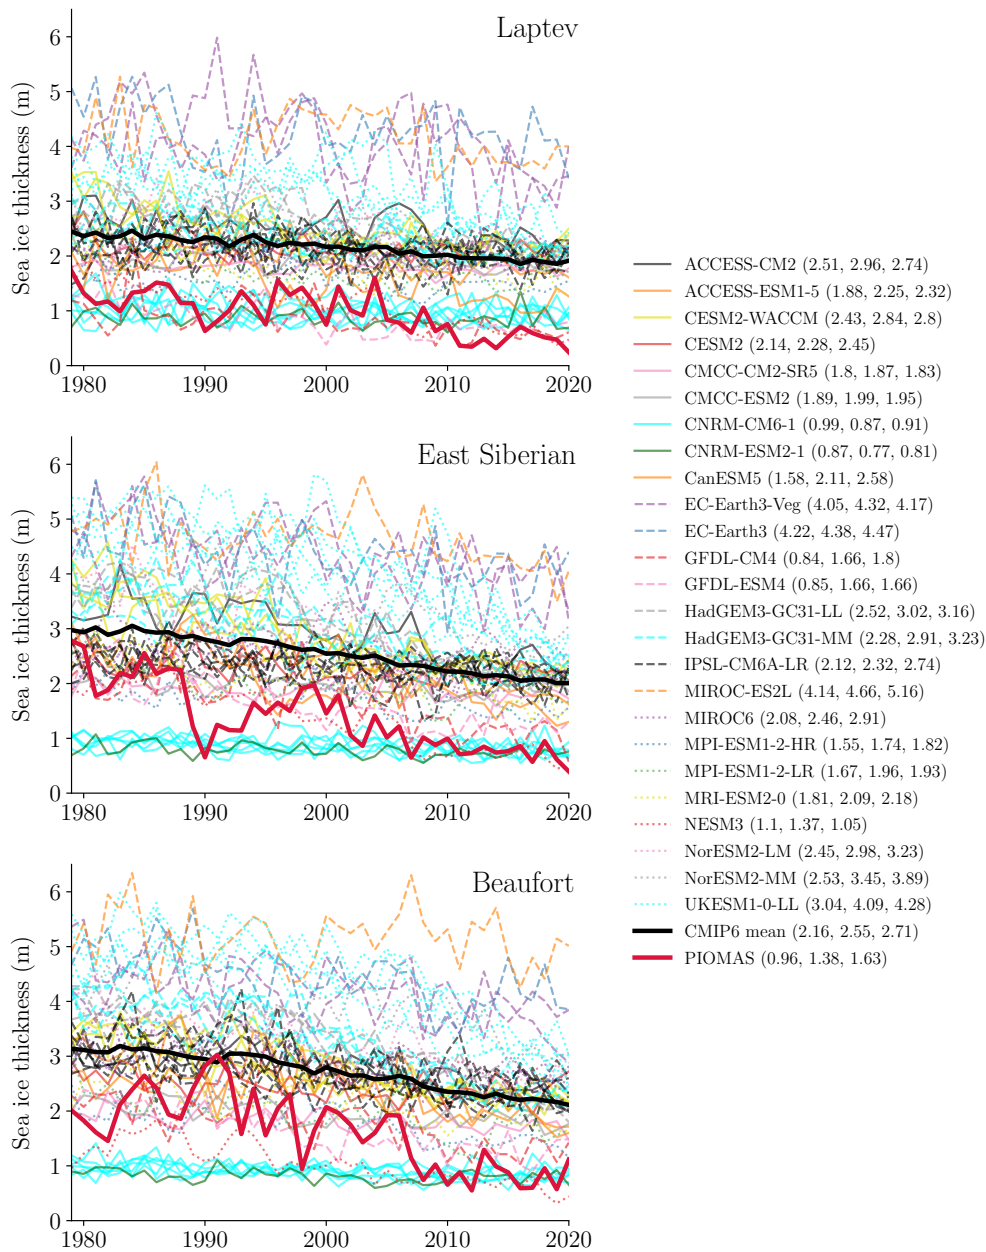 Laptev
Sea ice thickness (m)
6
5
4
3
2
1
0
1980 1990 2000 2010 2020
East Siberian
Sea ice thickness (m)
6
5
4
3
2
1
0
1980 1990 2000 2010 2020
Beaufort
Sea ice thickness (m)
6
5
4
3
2
1
0
1980 1990 2000 2010 2020
ACCESS-CM2 (2.51, 2.96, 2.74)
ACCESS-ESM1-5 (1.88, 2.25, 2.32)
CESM2-WACCM (2.43, 2.84, 2.8)
CESM2 (2.14, 2.28, 2.45)
CMCC-CM2-SR5 (1.8, 1.87, 1.83)
CMCC-ESM2 (1.89, 1.99, 1.95)
CNRM-CM6-1 (0.99, 0.87, 0.91)
CNRM-ESM2-1 (0.87, 0.77, 0.81)
CanESM5 (1.58, 2.11, 2.58)
EC-Earth3-Veg (4.05, 4.32, 4.17)
EC-Earth3 (4.22, 4.38, 4.47)
GFDL-CM4 (0.84, 1.66, 1.8)
GFDL-ESM4 (0.85, 1.66, 1.66)
HadGEM3-GC31-LL (2.52, 3.02, 3.16)
HadGEM3-GC31-MM (2.28, 2.91, 3.23)
IPSL-CM6A-LR (2.12, 2.32, 2.74)
MIROC-ES2L (4.14, 4.66, 5.16)
MIROC6 (2.08, 2.46, 2.91)
MPI-ESM1-2-HR (1.55, 1.74, 1.82)
MPI-ESM1-2-LR (1.67, 1.96, 1.93)
MRI-ESM2-0 (1.81, 2.09, 2.18)
NESM3 (1.1, 1.37, 1.05)
NorESM2-LM (2.45, 2.98, 3.23)
NorESM2-MM (2.53, 3.45, 3.89)
UKESM1-0-LL (3.04, 4.09, 4.28)
CMIP6 mean (2.16, 2.55, 2.71)
PIOMAS (0.96, 1.38, 1.63)